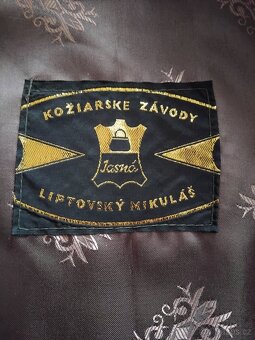 KOŽIARSKE ZÁVODY
Jasná
LIPTOVSKÝ MIKULÁŠ